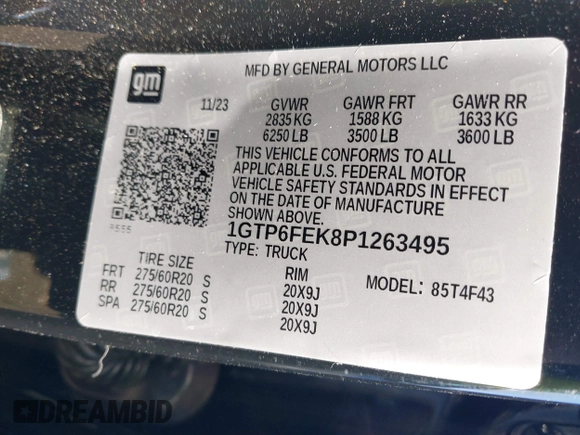 gm
MFD BY GENERAL MOTORS LLC
11/23 GVWR GAWR FRT GAWR RR
2835 KG 1588 KG 1633 KG
6250 LB 3500 LB 3600 LB
THIS VEHICLE CONFORMS TO ALL
APPLICABLE U.S. FEDERAL MOTOR
VEHICLE SAFETY STANDARDS IN EFFECT
ON THE DATE OF MANUFACTURE
SHOWN ABOVE.
1GTP6FEK8P1263495
TYPE: TRUCK
TIRE SIZE RIM MODEL: 85T4F43
FRT 275/60R20 S 20X9J
RR 275/60R20 S 20X9J
SPA 275/60R20 S 20X9J
DREAMBID